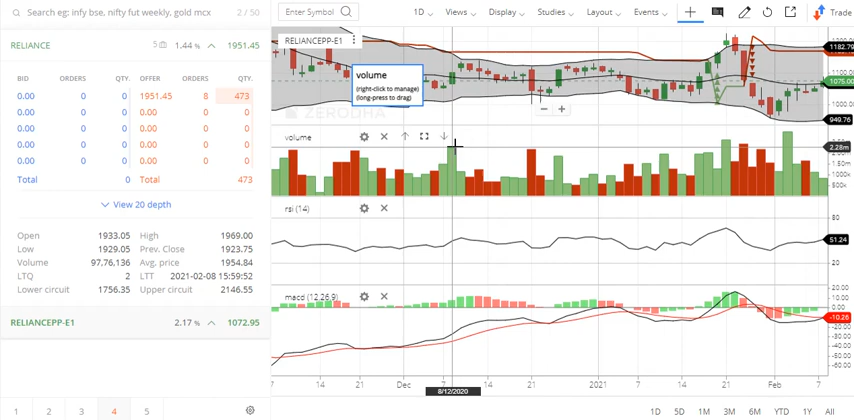 Search eg: infy bse, nifty fut weekly, gold mcx 2 / 50
RELIANCE 5 1.44 % 1951.45
BID ORDERS QTY. OFFER ORDERS QTY.
0.00 0 0 1951.45 8 473
0.00 0 0 0.00 0 0
0.00 0 0 0.00 0 0
0.00 0 0 0.00 0 0
0.00 0 0 0.00 0 0
Total 0 Total 473
View 20 depth
Open 1933.05 High 1969.00
Low 1929.05 Prev. Close 1923.75
Volume 97,76,136 Avg. price 1954.84
LTQ 2 LTT 2021-02-08 15:59:52
Lower circuit 1756.35 Upper circuit 2146.55
RELIANCEPP-E1 2.17 % 1072.95
1 2 3 4 5
Enter Symbol 1D Views Display Studies Layout Events Trade
RELIANCEPP-E1
volume
(right-click to manage)
(long-press to drag)
ZERODHA
1182.79
1075.00
949.76
volume
2.28m
1000k
500k
rsi (14)
80
51.24
20
macd (12,26,9)
20.00
10.00
0.00
-10.26
-20.00
-30.00
-40.00
-50.00
-60.00
7 14 21 Dec 8/12/2020 14 21 2021 7 14 21 Feb 7
1D 5D 1M 3M 6M YTD 1Y All